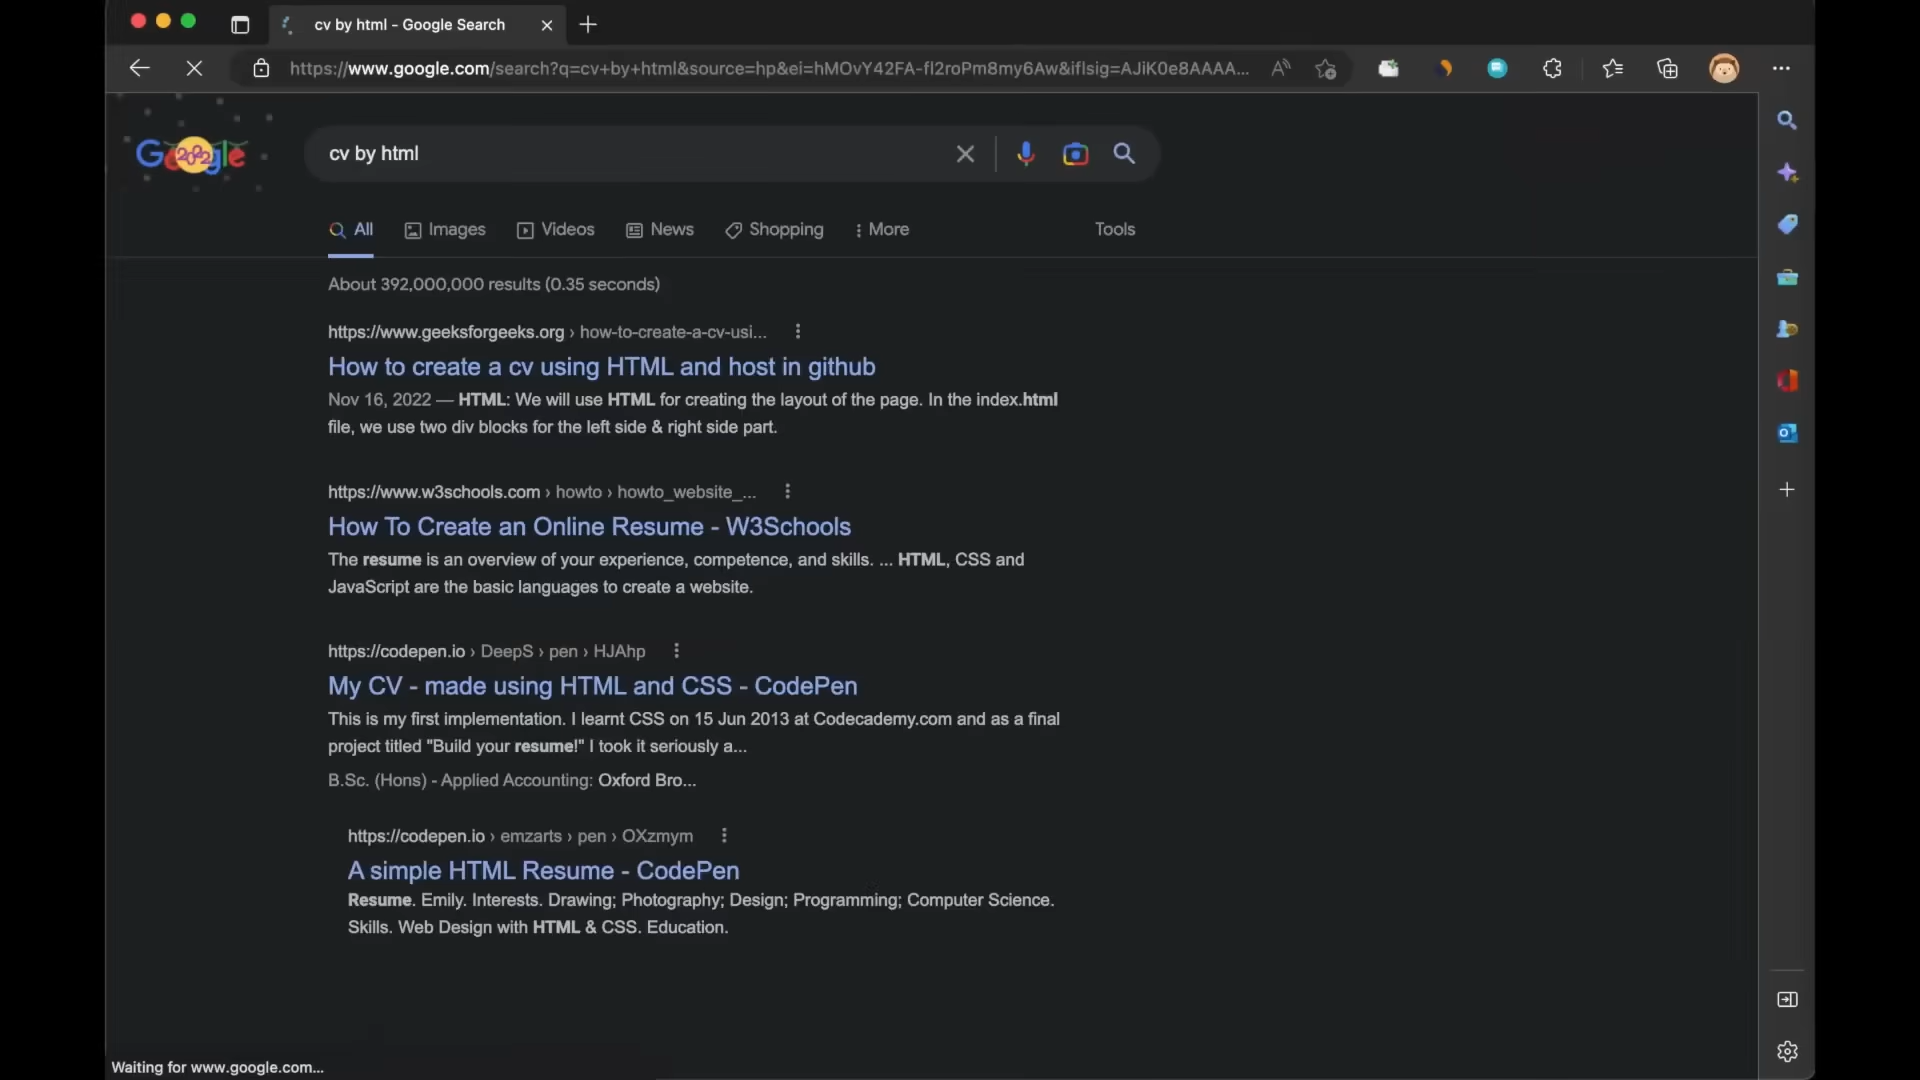 cv by html - Google Search
https://www.google.com/search?q=cv+by+html&source=hp&ei=hMOvY42FA-fl2roPm8my6Aw&iflsig=AJiK0e8AAAA...
Google 2022
cv by html
All Images Videos News Shopping More Tools
About 392,000,000 results (0.35 seconds)
https://www.geeksforgeeks.org › how-to-create-a-cv-usi...
How to create a cv using HTML and host in github
Nov 16, 2022 — HTML: We will use HTML for creating the layout of the page. In the index.html
file, we use two div blocks for the left side & right side part.
https://www.w3schools.com › howto › howto_website_...
How To Create an Online Resume - W3Schools
The resume is an overview of your experience, competence, and skills. ... HTML, CSS and
JavaScript are the basic languages to create a website.
https://codepen.io › DeepS › pen › HJAhp
My CV - made using HTML and CSS - CodePen
This is my first implementation. I learnt CSS on 15 Jun 2013 at Codecademy.com and as a final
project titled "Build your resume!" I took it seriously a...
B.Sc. (Hons) - Applied Accounting: Oxford Bro...
https://codepen.io › emzarts › pen › OXzmym
A simple HTML Resume - CodePen
Resume. Emily. Interests. Drawing; Photography; Design; Programming; Computer Science.
Skills. Web Design with HTML & CSS. Education.
Waiting for www.google.com...